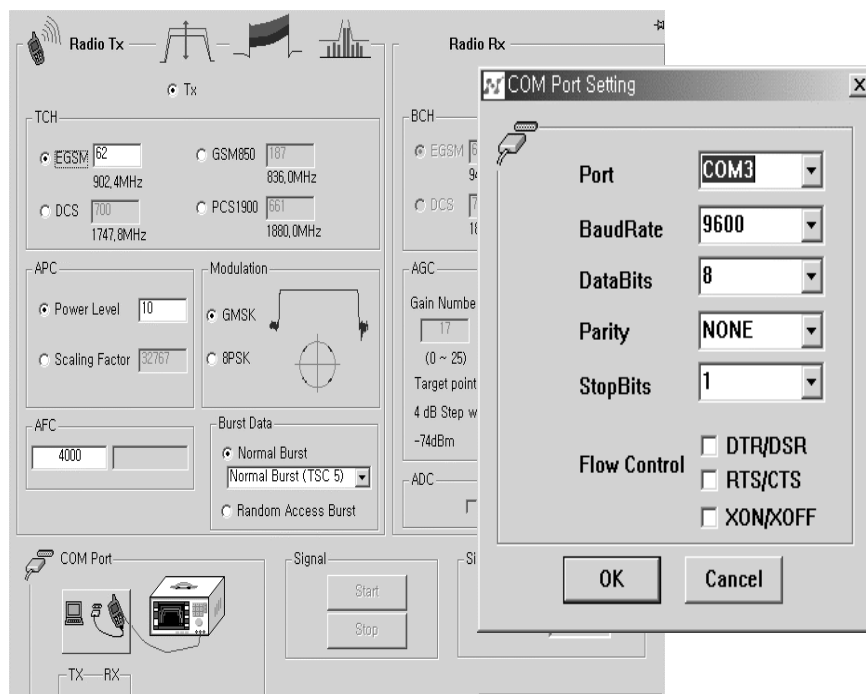 Radio Tx
Tx
TCH
EGSM 62
902,4MHz
GSM850 187
836,0MHz
DCS 700
1747,8MHz
PCS1900 661
1880,0MHz
APC
Power Level 10
Scaling Factor 32767
Modulation
GMSK
8PSK
AFC
4000
Burst Data
Normal Burst
Normal Burst (TSC 5)
Random Access Burst
Radio Rx
BCH
EGSM
DCS
AGC
Gain Numbe
17
(0 ~ 25)
Target point
4 dB Step w
-74dBm
ADC
COM Port
TX RX
Signal
Start
Stop
COM Port Setting
Port COM3
BaudRate 9600
DataBits 8
Parity NONE
StopBits 1
Flow Control
DTR/DSR
RTS/CTS
XON/XOFF
OK
Cancel